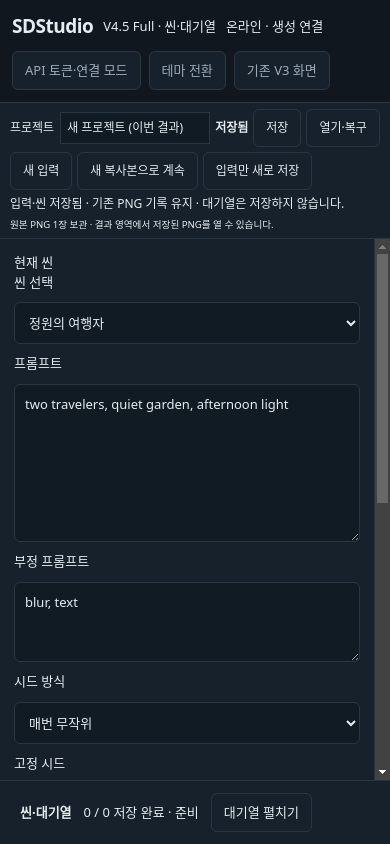 SDStudio V4.5 Full · 씬·대기열 온라인 · 생성 연결
API 토큰·연결 모드 테마 전환 기존 V3 화면
프로젝트 새 프로젝트 (이번 결과) 저장됨 저장 열기·복구
새 입력 새 복사본으로 계속 입력만 새로 저장
입력·씬 저장됨 · 기존 PNG 기록 유지 · 대기열은 저장하지 않습니다.
원본 PNG 1장 보관 · 결과 영역에서 저장된 PNG를 열 수 있습니다.
현재 씬
씬 선택
정원의 여행자
프롬프트
two travelers, quiet garden, afternoon light
부정 프롬프트
blur, text
시드 방식
매번 무작위
고정 시드
씬·대기열 0 / 0 저장 완료 · 준비 대기열 펼치기